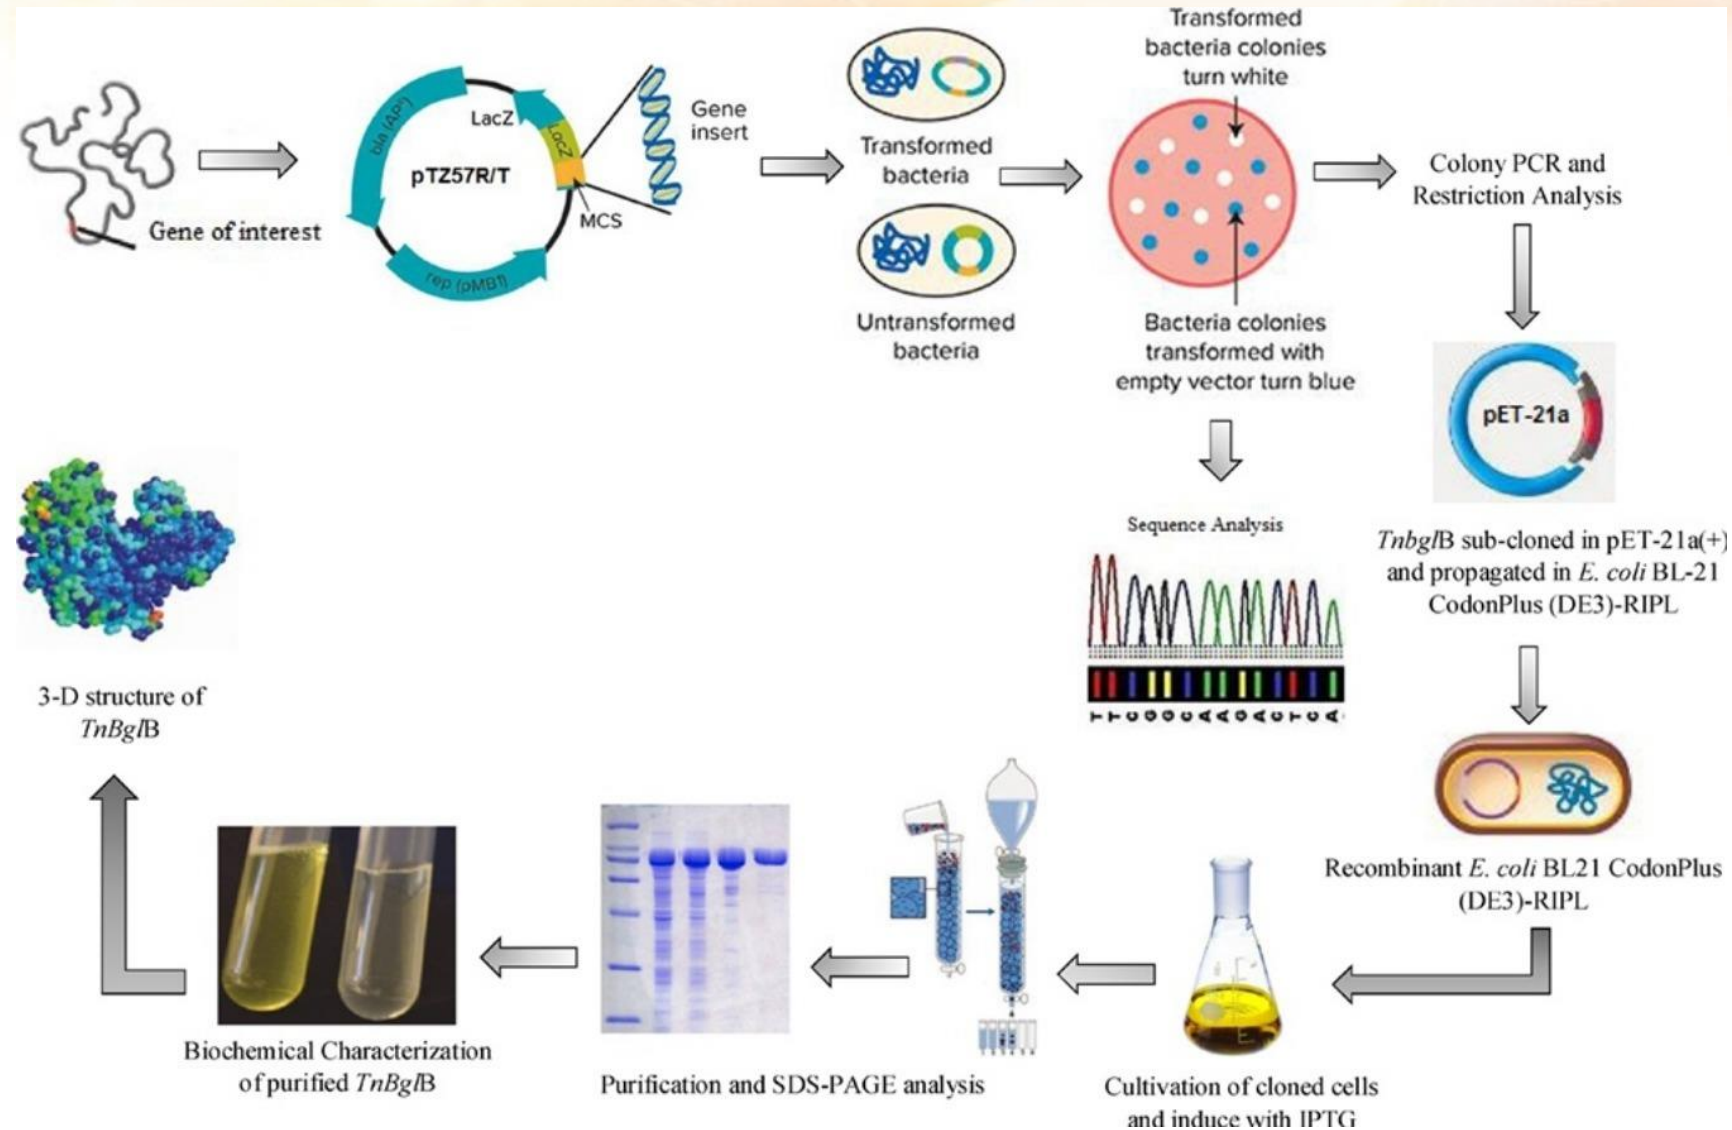 Gene of interest
bla (APʳ)
LacZ
LacZ
pTZ57R/T
MCS
rep (pMB1)
Gene
insert
Transformed
bacteria
Untransformed
bacteria
Transformed
bacteria colonies
turn white
Bacteria colonies
transformed with
empty vector turn blue
Colony PCR and
Restriction Analysis
pET-21a
TnbglB sub-cloned in pET-21a(+)
and propagated in E. coli BL-21
CodonPlus (DE3)-RIPL
Sequence Analysis
T T C G G C A A G A C T C A
Recombinant E. coli BL21 CodonPlus
(DE3)-RIPL
Cultivation of cloned cells
and induce with IPTG
Purification and SDS-PAGE analysis
Biochemical Characterization
of purified TnBglB
3-D structure of
TnBglB